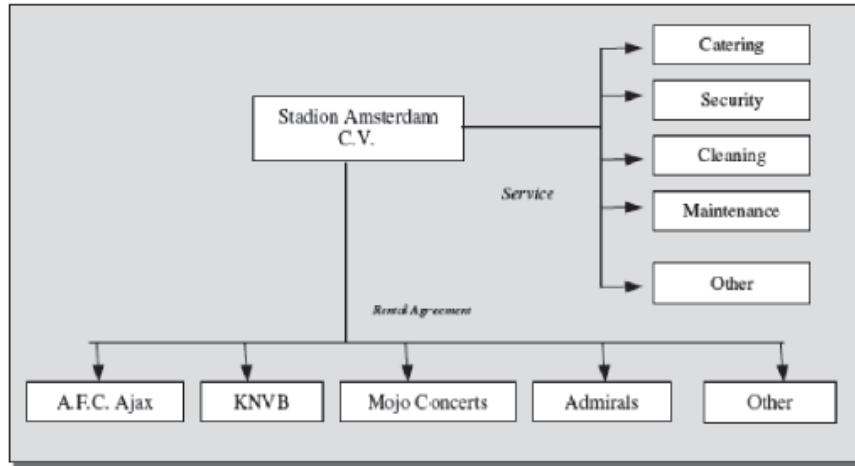 Catering
Stadion Amsterdam
C.V.
Security
Cleaning
Service
Maintenance
Other
Rental Agreement
A.F.C. Ajax
KNVB
Mojo Concerts
Admirals
Other